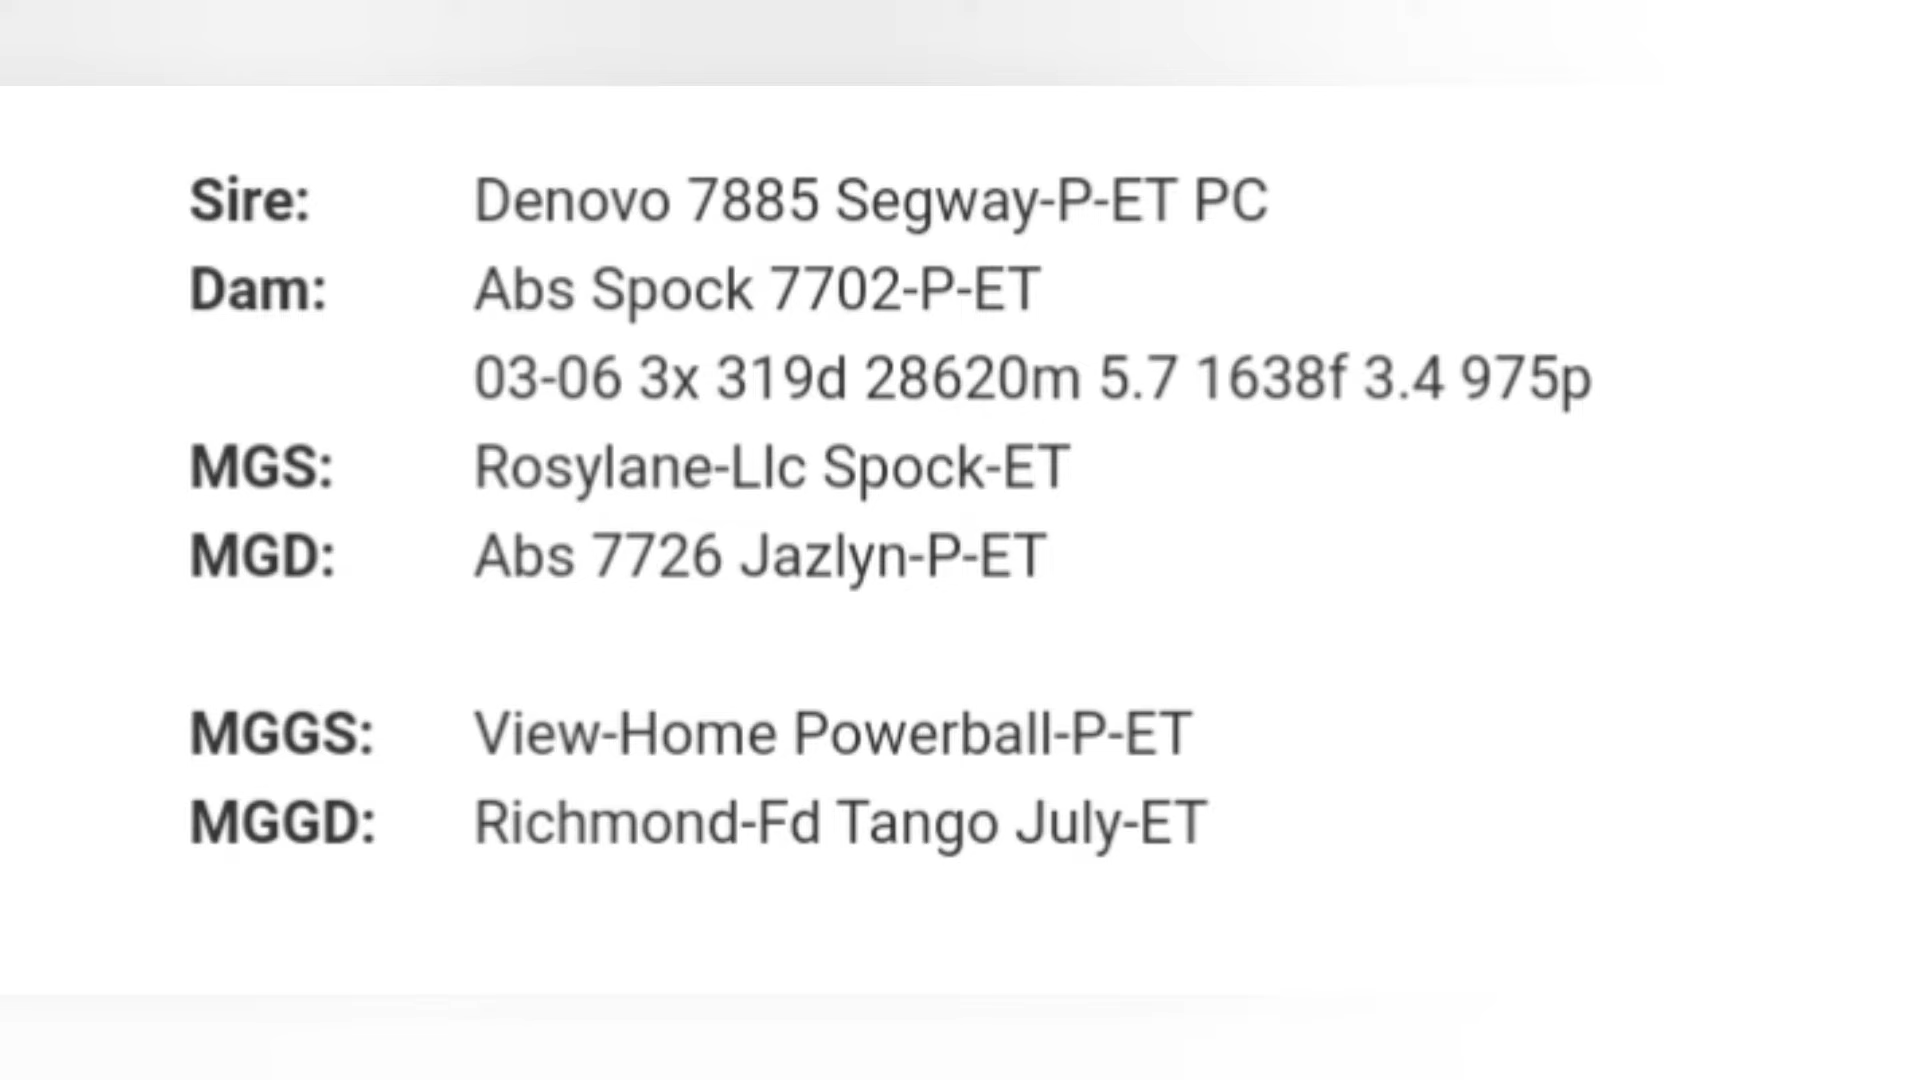 Sire: Denovo 7885 Segway-P-ET PC
Dam: Abs Spock 7702-P-ET
03-06 3x 319d 28620m 5.7 1638f 3.4 975p
MGS: Rosylane-Llc Spock-ET
MGD: Abs 7726 Jazlyn-P-ET
MGGS: View-Home Powerball-P-ET
MGGD: Richmond-Fd Tango July-ET